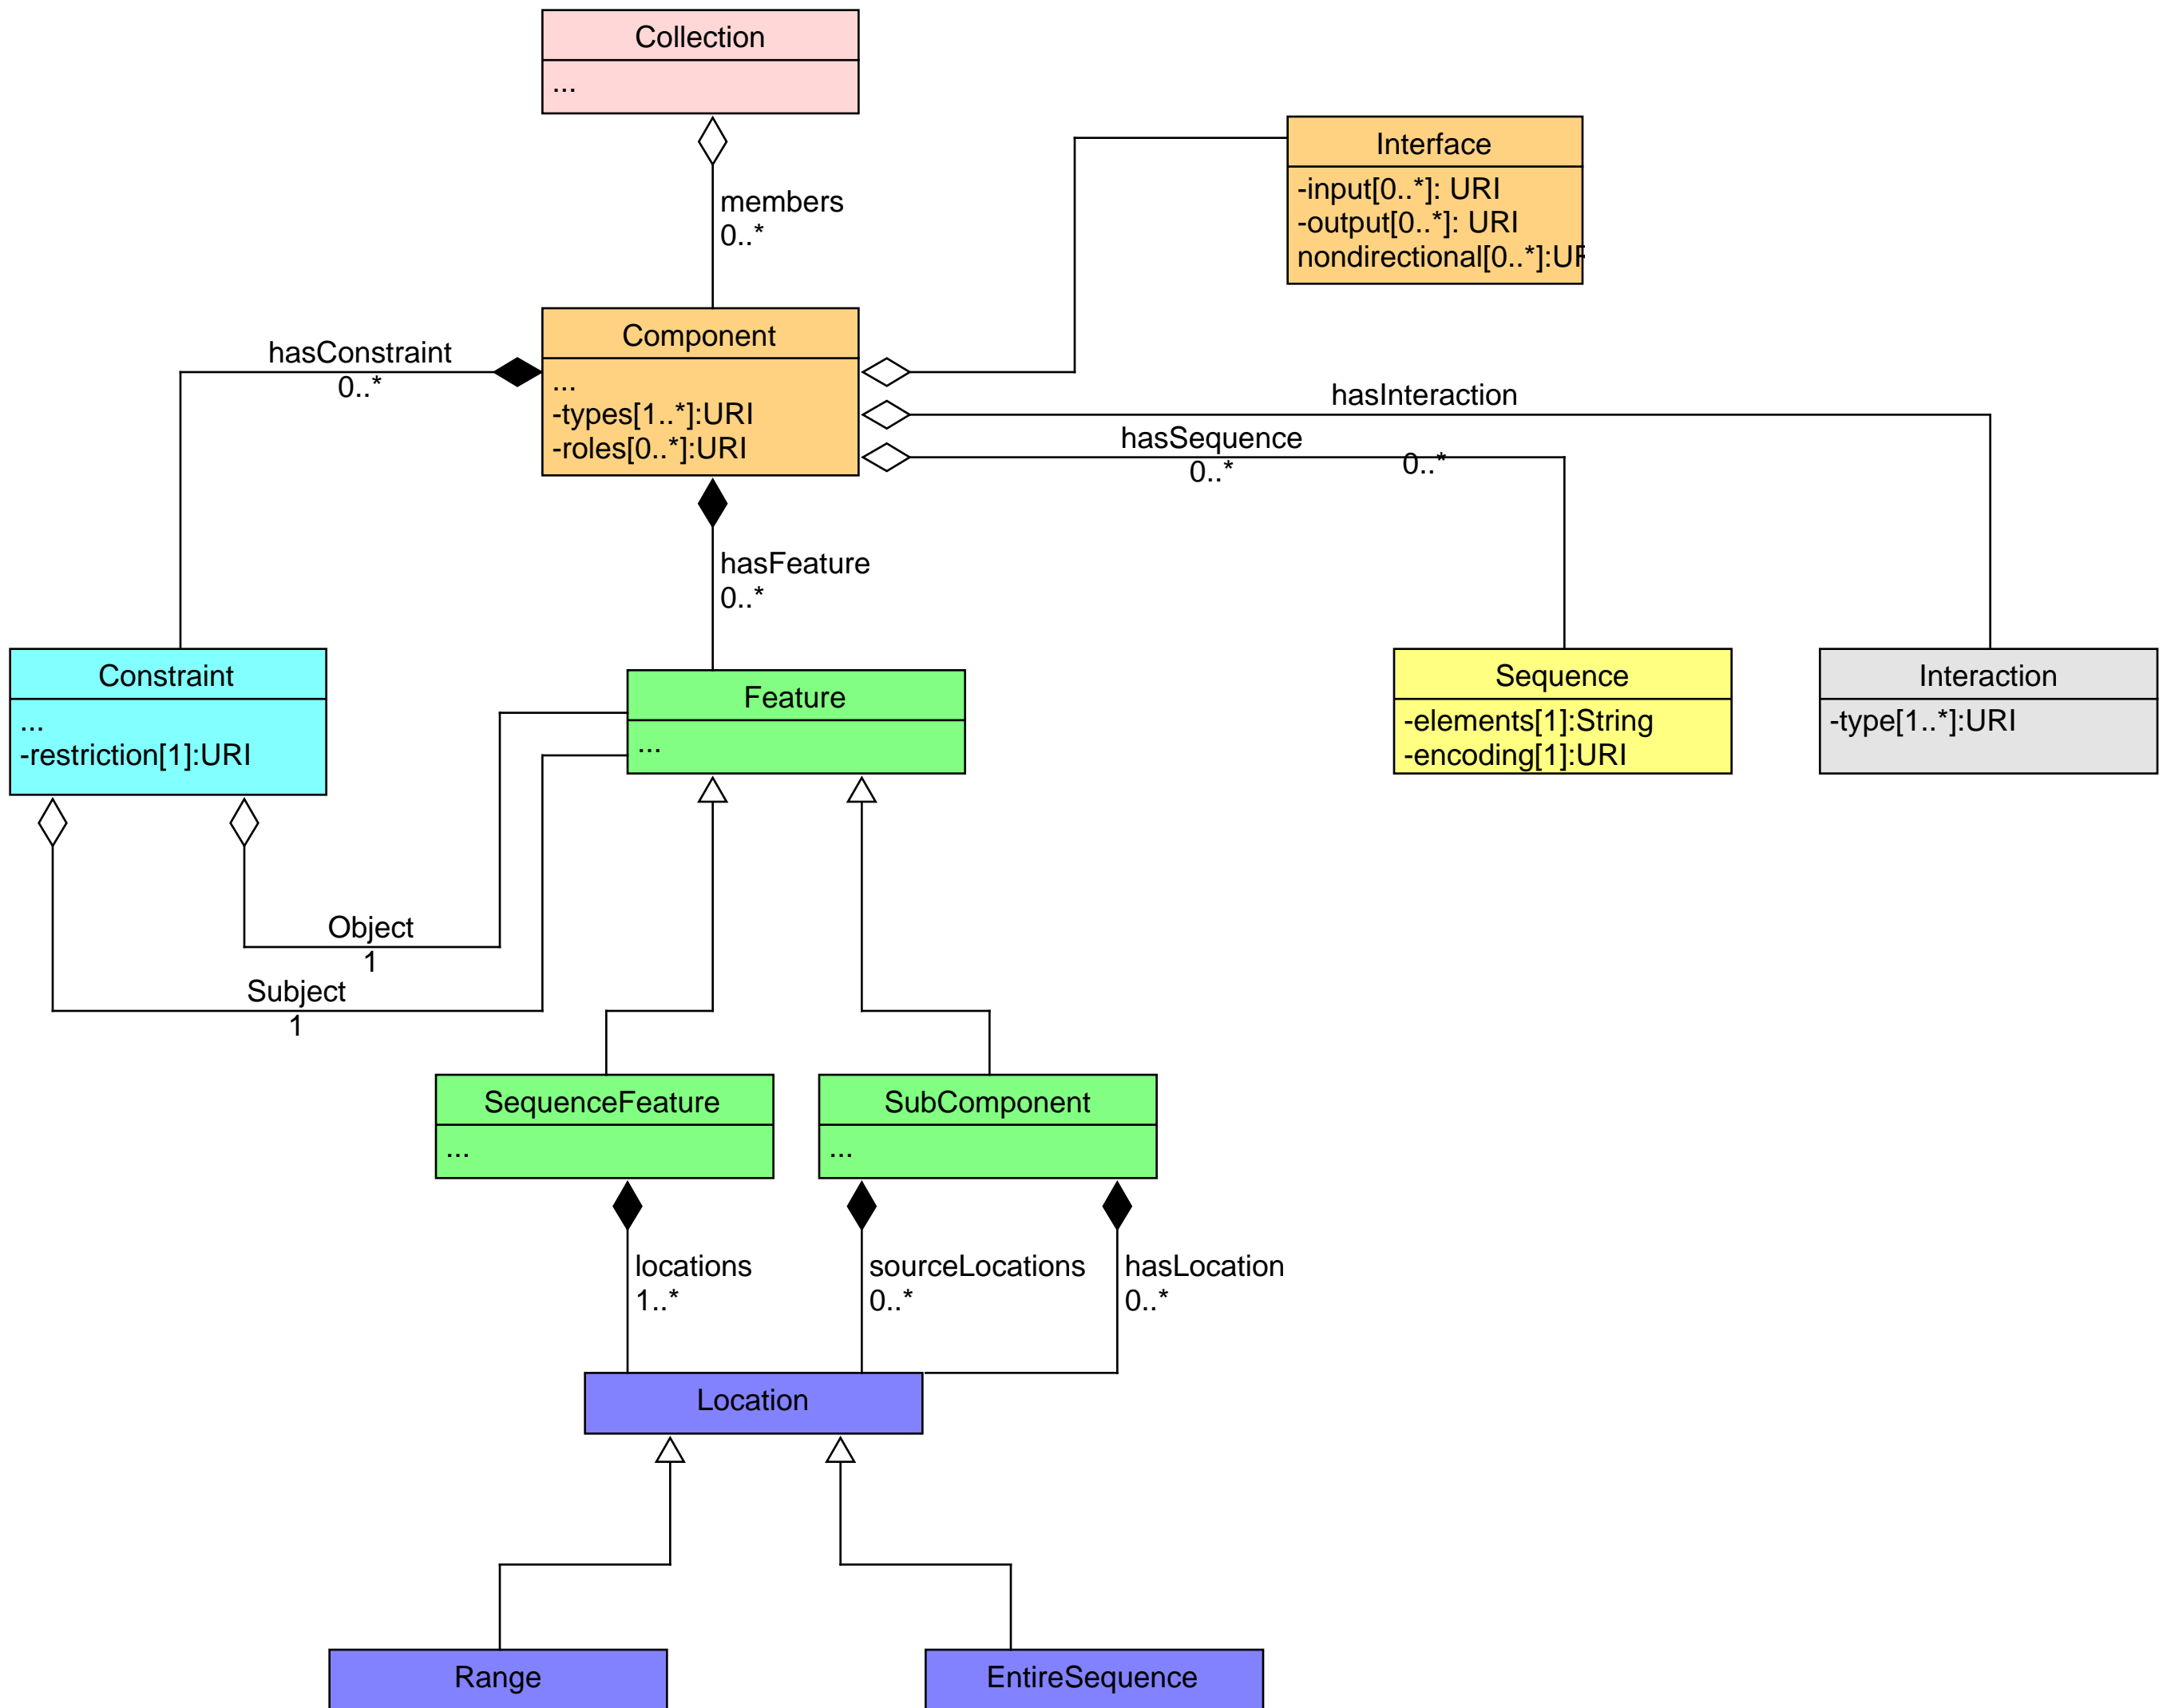 Collection
...
members
0..*
Interface
-input[0..*]: URI
-output[0..*]: URI
nondirectional[0..*]:UR
Component
...
-types[1..*]:URI
-roles[0..*]:URI
hasConstraint
0..*
hasInteraction
0..*
hasSequence
0..*
hasFeature
0..*
Constraint
...
-restriction[1]:URI
Feature
...
Sequence
-elements[1]:String
-encoding[1]:URI
Interaction
-type[1..*]:URI
Object
1
Subject
1
SequenceFeature
...
SubComponent
...
locations
1..*
sourceLocations
0..*
hasLocation
0..*
Location
Range
EntireSequence